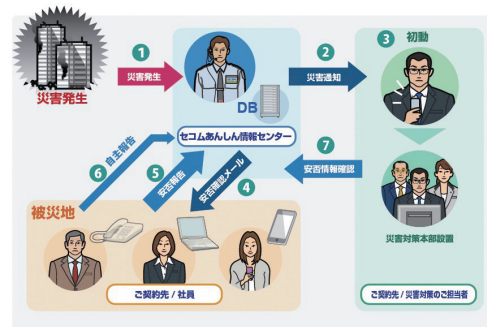 災害発生
1
災害発生
DB
セコムあんしん情報センター
2
災害通知
3
初動
災害対策本部設置
ご契約先 / 災害対策のご担当者
7
安否情報確認
6
自主報告
5
安否報告
安否確認メール
4
被災地
ご契約先 / 社員